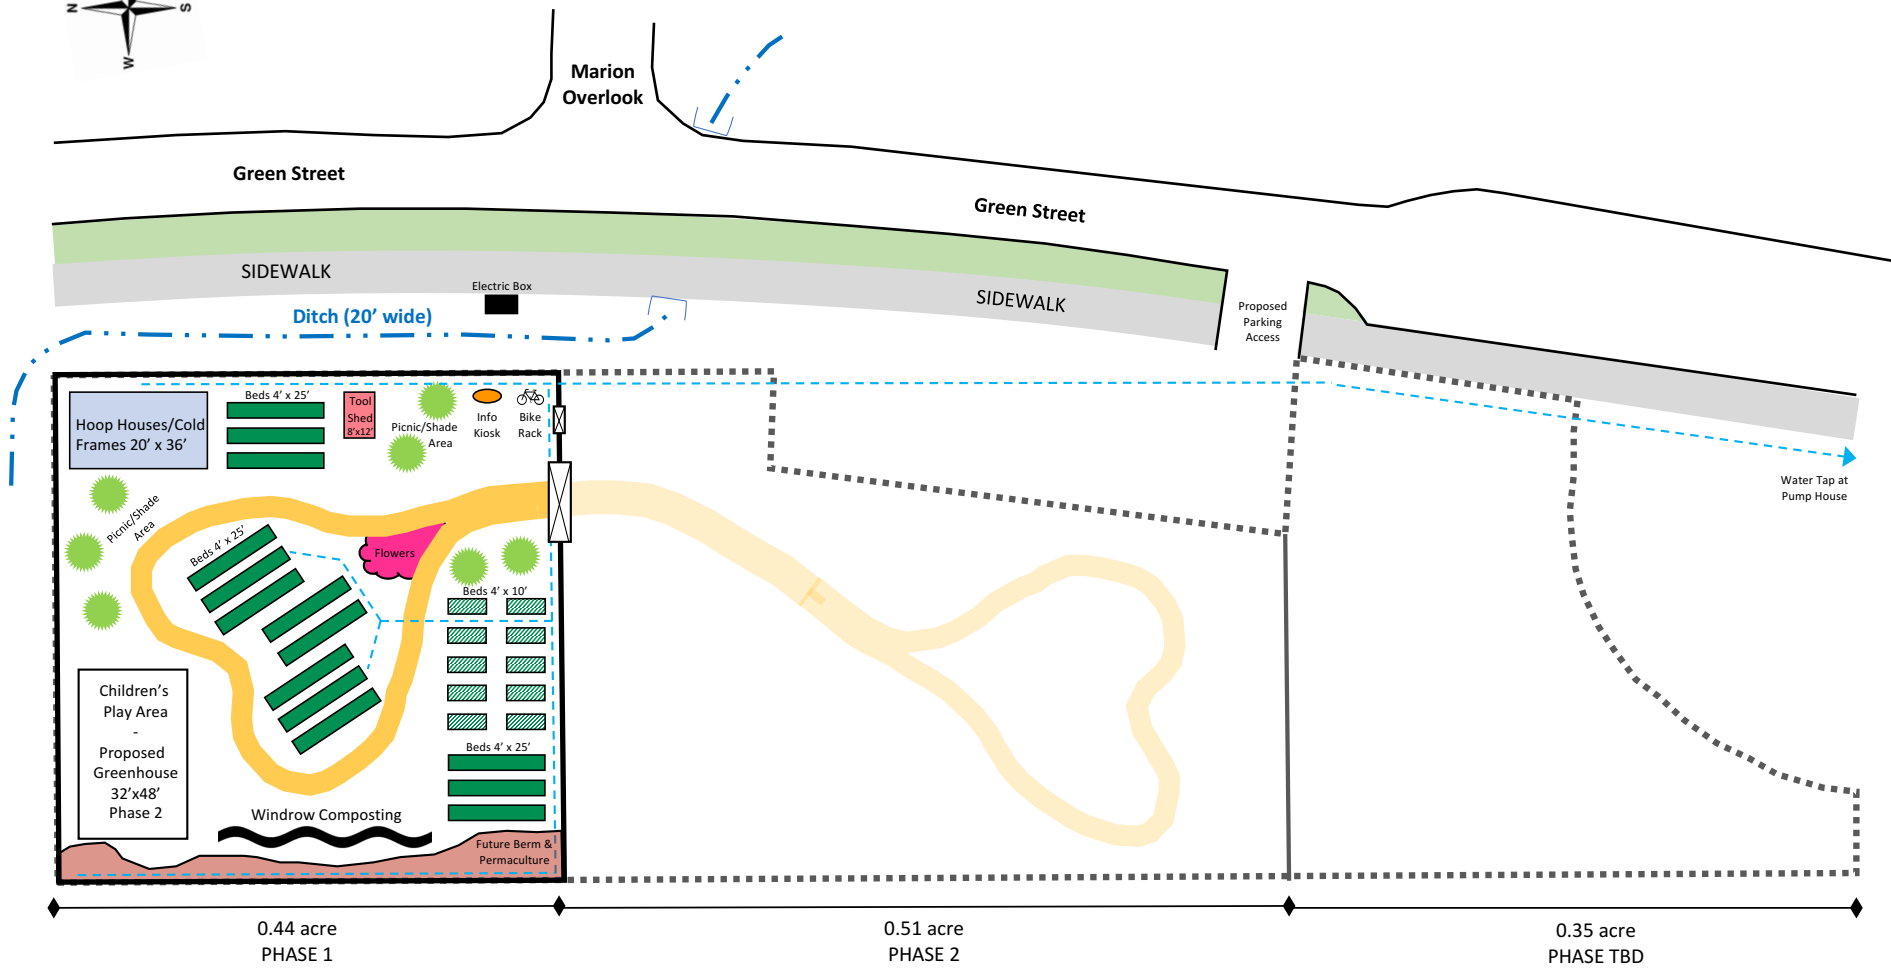 N
S
W
Marion
Overlook
Green Street
Green Street
SIDEWALK
SIDEWALK
Electric Box
Ditch (20’ wide)
Proposed
Parking
Access
Hoop Houses/Cold
Frames 20’ x 36’
Beds 4’ x 25’
Tool
Shed
8’x12’
Picnic/Shade
Area
Info
Kiosk
Bike
Rack
Water Tap at
Pump House
Picnic/Shade
Area
Beds 4’ x 25’
Flowers
Beds 4’ x 10’
Children’s
Play Area
-
Proposed
Greenhouse
32’x48’
Phase 2
Beds 4’ x 25’
Windrow Composting
Future Berm &
Permaculture
0.44 acre
PHASE 1
0.51 acre
PHASE 2
0.35 acre
PHASE TBD